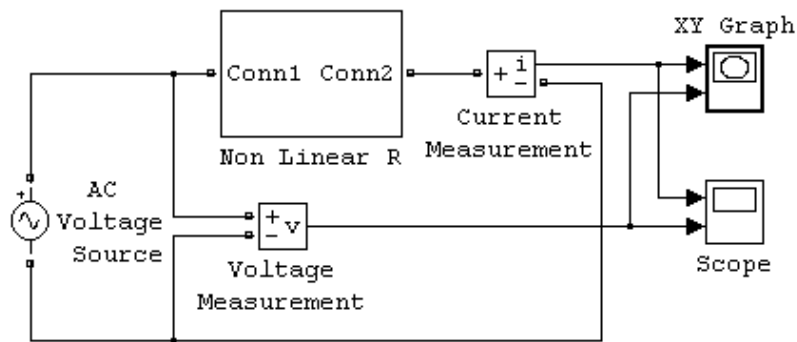 XY Graph
Conn1 Conn2
+ i
-
Current
Measurement
Non Linear R
+
AC
Voltage
Source
+
- v
Voltage
Measurement
Scope